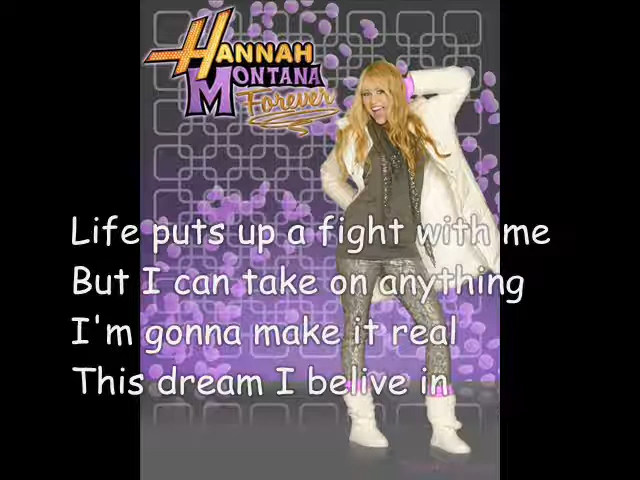 HANNAH
MONTANA
Forever
Life puts up a fight with me
But I can take on anything
I'm gonna make it real
This dream I belive in